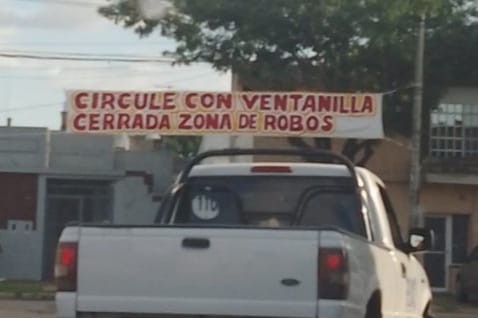 CIRCULE CON VENTANILLA
CERRADA ZONA DE ROBOS
110